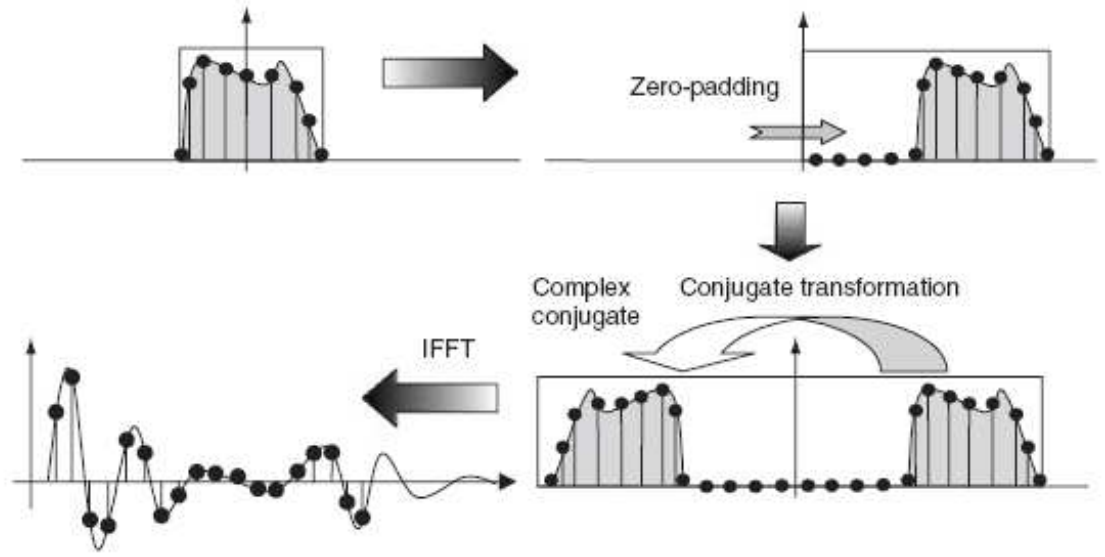 Zero-padding
Complex
conjugate
Conjugate transformation
IFFT